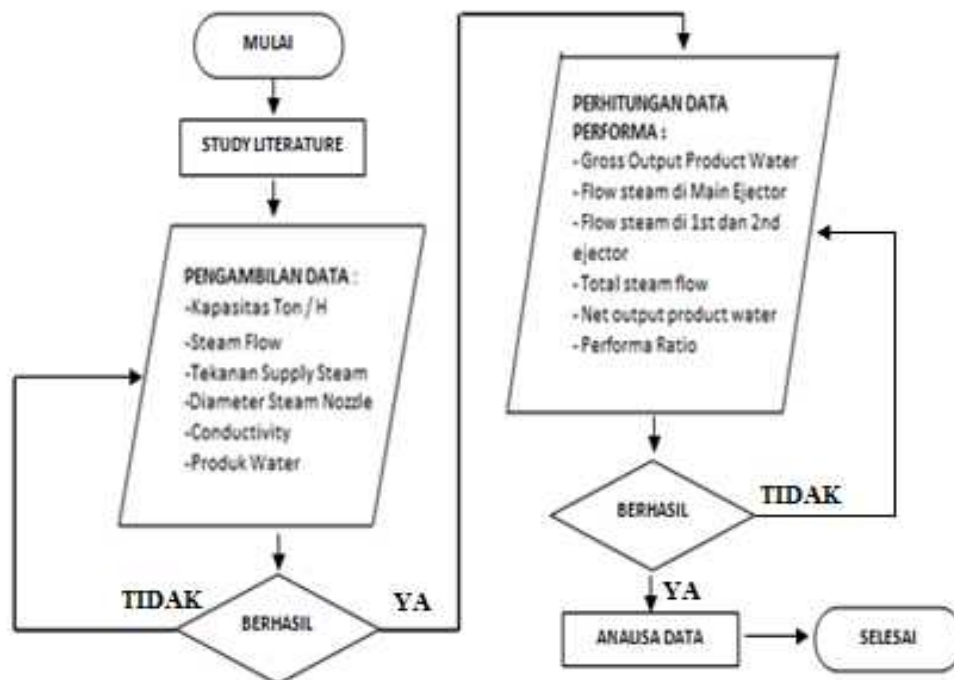 MULAI
STUDY LITERATURE
PENGAMBILAN DATA :
-Kapasitas Ton / H
-Steam Flow
-Tekanan Supply Steam
-Diameter Steam Nozzle
-Conductivity
-Produk Water
BERHASIL
TIDAK
YA
PERHITUNGAN DATA
PERFORMA :
- Gross Output Product Water
- Flow steam di Main Ejector
- Flow steam di 1st dan 2nd
ejector
- Total steam flow
- Net output product water
- Performa Ratio
BERHASIL
TIDAK
YA
ANALISA DATA
SELESAI